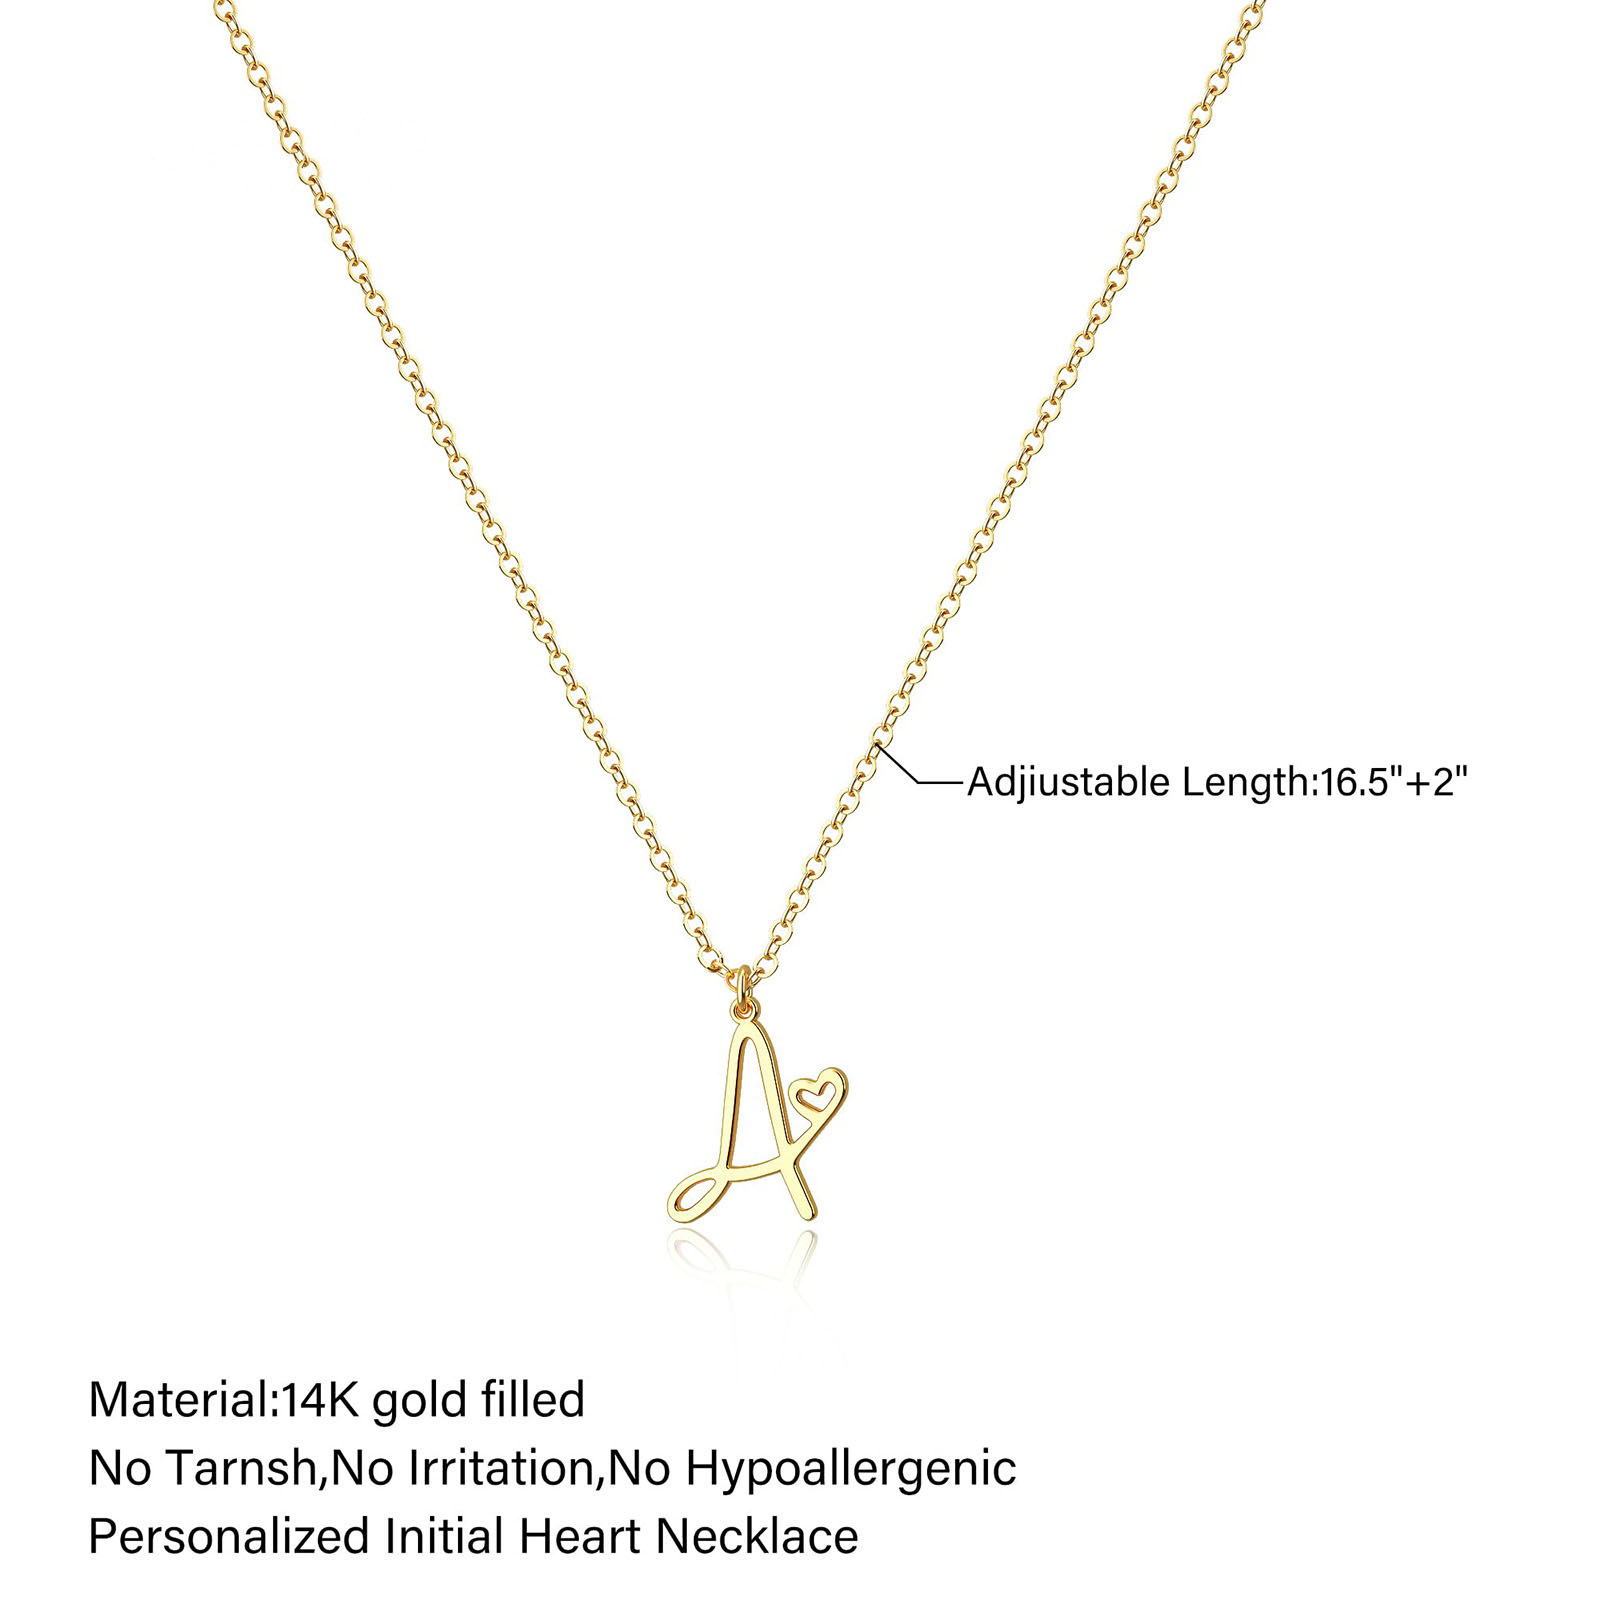 Adjiustable Length:16.5"+2"
Material:14K gold filled
No Tarnsh,No Irritation,No Hypoallergenic
Personalized Initial Heart Necklace